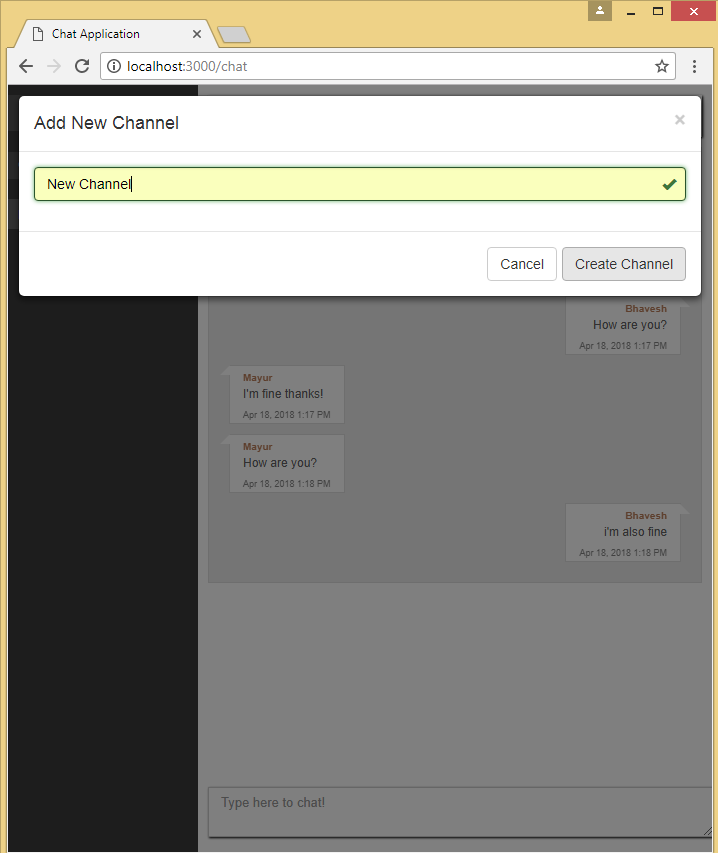 Chat Application
localhost:3000/chat
Add New Channel
×
New Channel
Cancel
Create Channel
Bhavesh
How are you?
Apr 18, 2018 1:17 PM
Mayur
I'm fine thanks!
Apr 18, 2018 1:17 PM
Mayur
How are you?
Apr 18, 2018 1:18 PM
Bhavesh
i'm also fine
Apr 18, 2018 1:18 PM
Type here to chat!